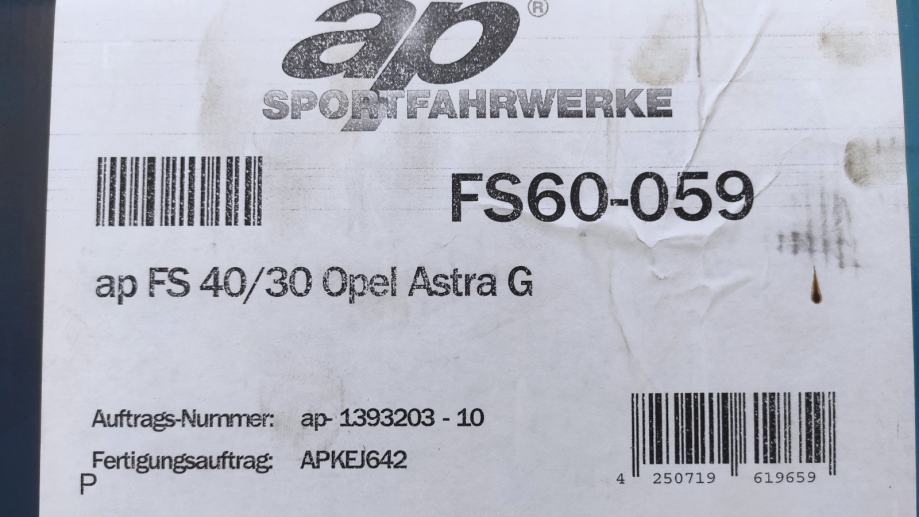 ap®
SPORTFAHRWERKE
FS60-059
ap FS 40/30 Opel Astra G
Auftrags-Nummer: ap- 1393203 - 10
Fertigungsauftrag: APKEJ642
P
4 250719 619659